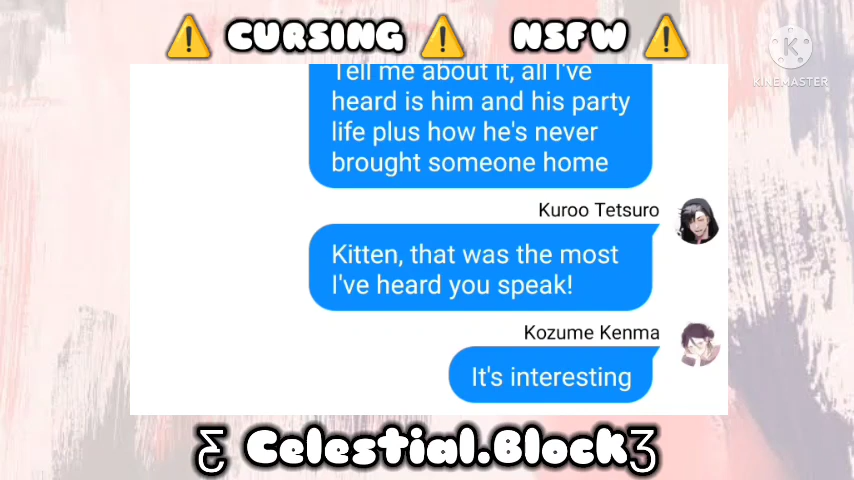 ⚠️ CURSING ⚠️ NSFW ⚠️
K
KINEMASTER
Tell me about it, all I've
heard is him and his party
life plus how he's never
brought someone home
Kuroo Tetsuro
Kitten, that was the most
I've heard you speak!
Kozume Kenma
It's interesting
Ƹ Celestial.BlockƷ